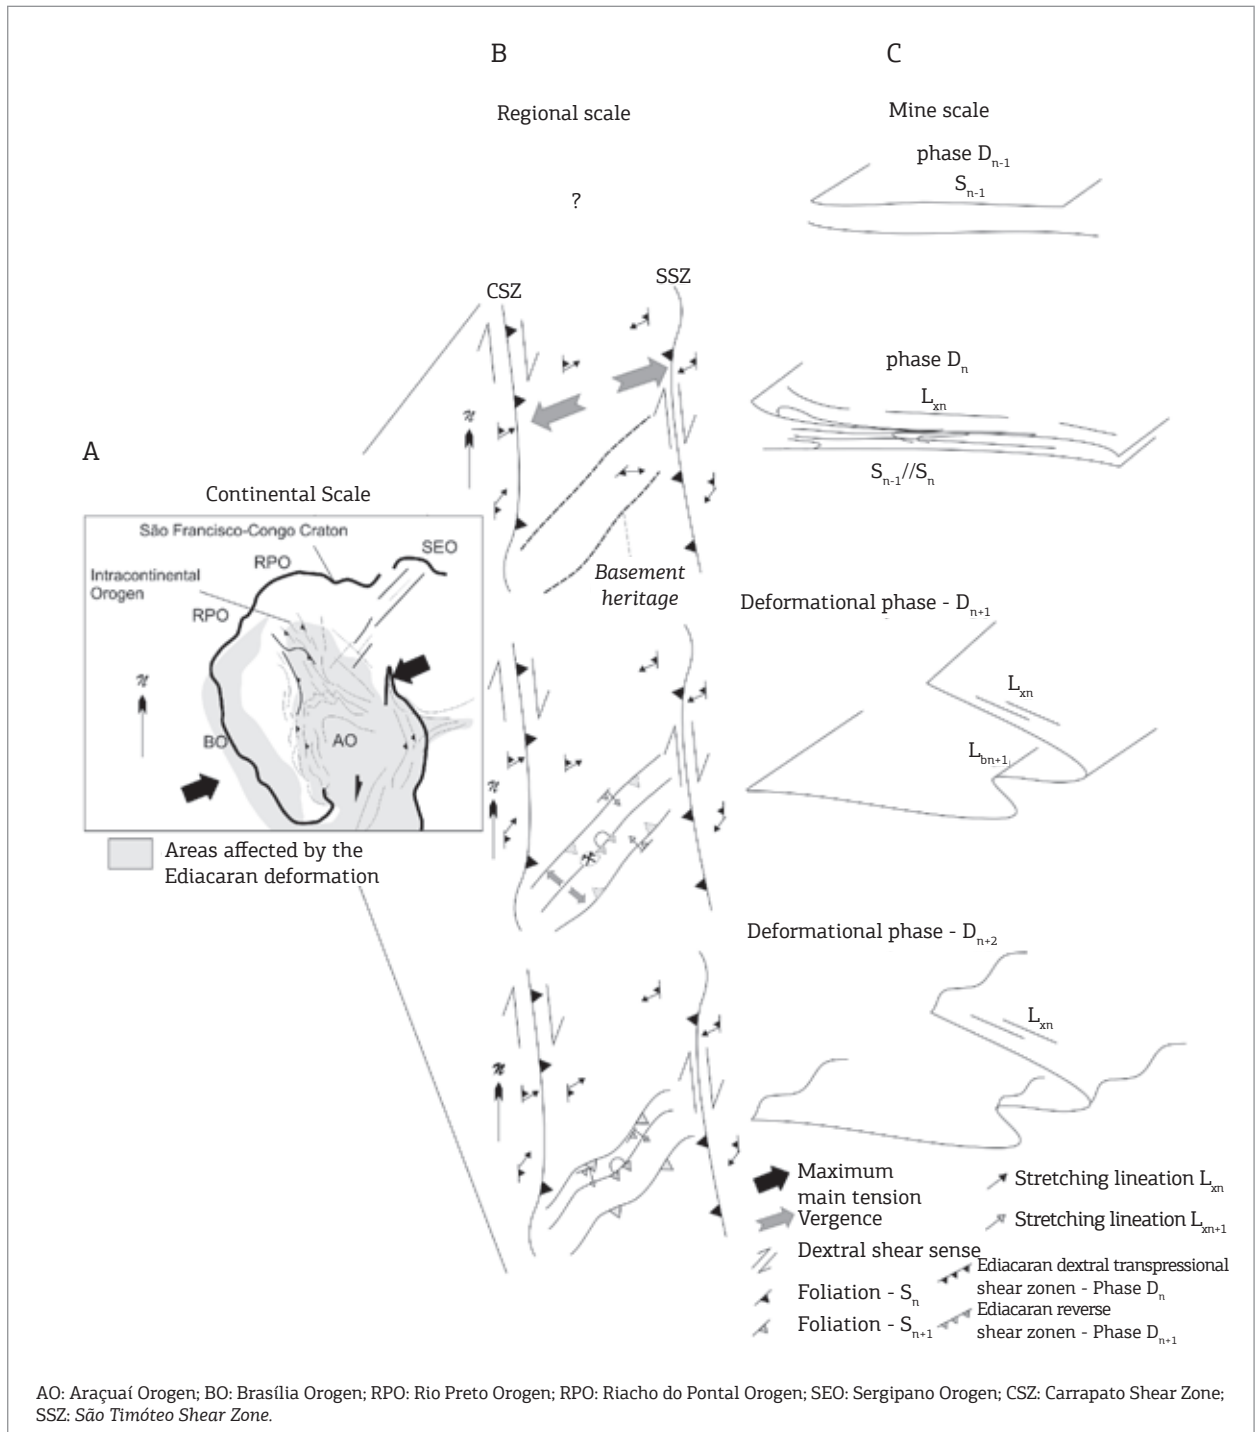 B
C
Regional scale
Mine scale
phase Dn-1
Sn-1
?
CSZ
SSZ
phase Dn
Lxn
Sn-1//Sn
N
A
Continental Scale
São Francisco-Congo Craton
RPO
SEO
Intracontinental
Orogen
RPO
N
BO
AO
Areas affected by the
Ediacaran deformation
Basement
heritage
Deformational phase - Dn+1
Lxn
Lbn+1
N
Deformational phase - Dn+2
Lxn
N
Maximum
main tension
Vergence
Dextral shear sense
Foliation - Sn
Foliation - Sn+1
Stretching lineation Lxn
Stretching lineation Lxn+1
Ediacaran dextral transpressional
shear zonen - Phase Dn
Ediacaran reverse
shear zonen - Phase Dn+1
AO: Araçuaí Orogen; BO: Brasília Orogen; RPO: Rio Preto Orogen; RPO: Riacho do Pontal Orogen; SEO: Sergipano Orogen; CSZ: Carrapato Shear Zone;
SSZ: São Timóteo Shear Zone.